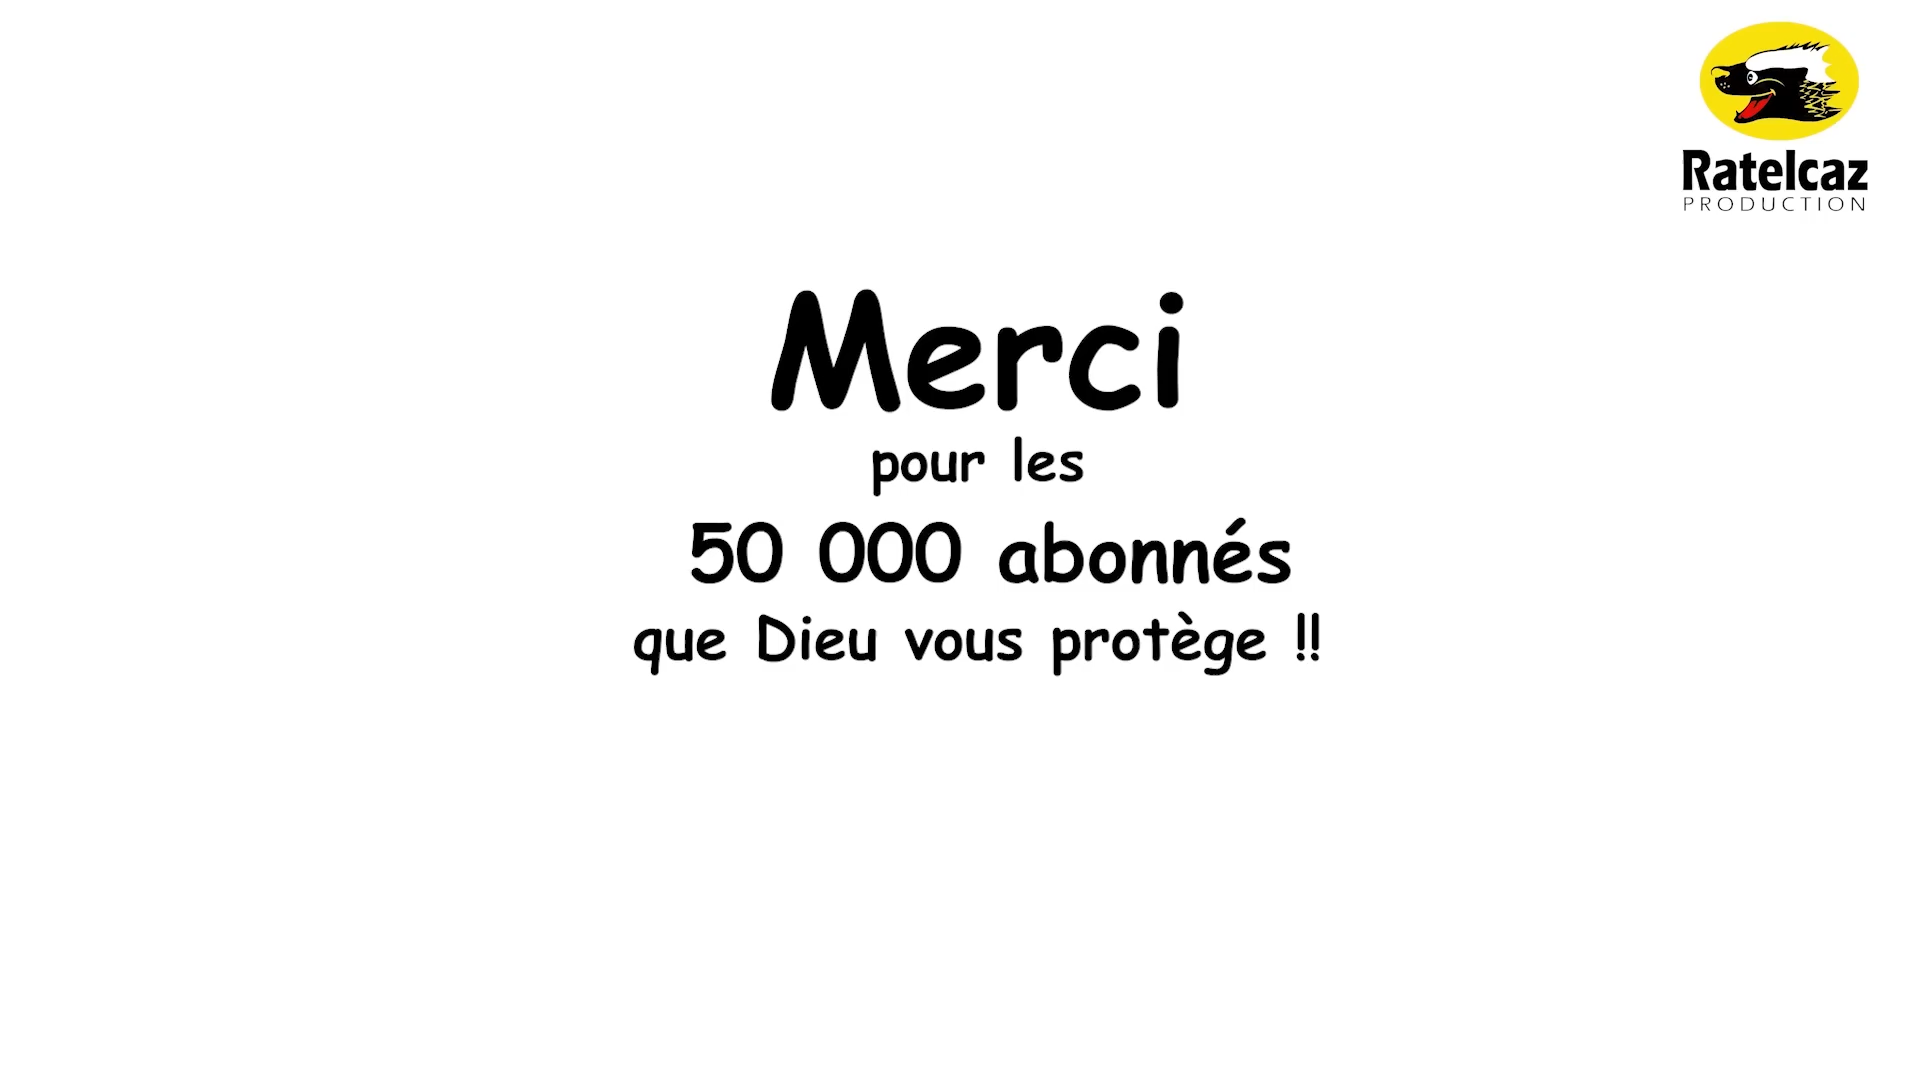 Ratelcaz
PRODUCTION
Merci
pour les
50 000 abonnés
que Dieu vous protège !!